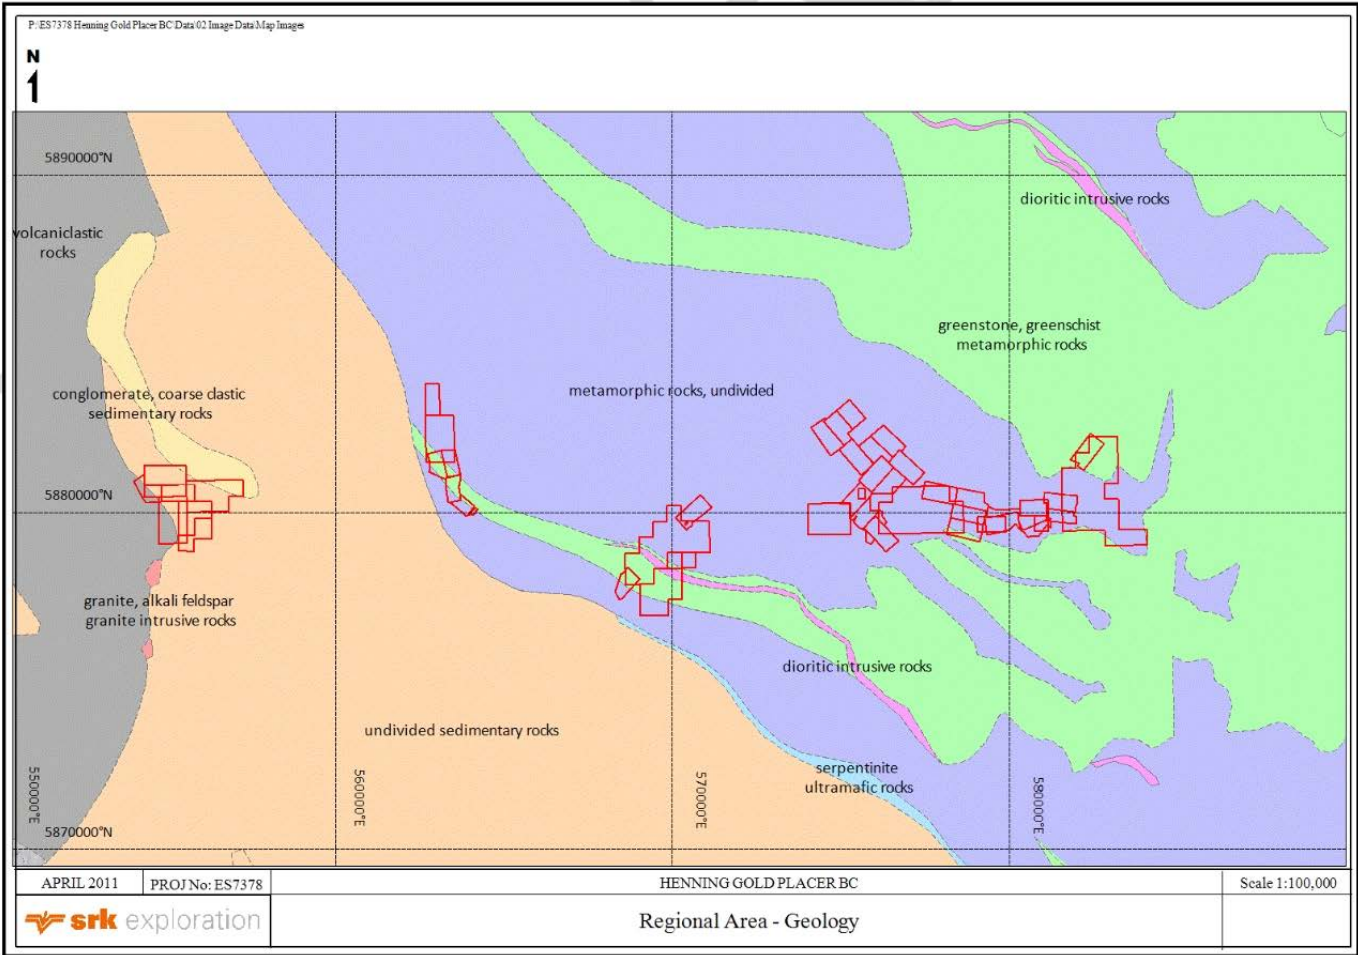 P:\ES7378 Henning Gold Placer BC\Data\02 Image Data\Map Images
N
5890000°N
dioritic intrusive rocks
volcaniclastic
rocks
greenstone, greenschist
metamorphic rocks
metamorphic rocks, undivided
conglomerate, coarse clastic
sedimentary rocks
5880000°N
granite, alkali feldspar
granite intrusive rocks
dioritic intrusive rocks
undivided sedimentary rocks
serpentinite
ultramafic rocks
550000°E
560000°E
570000°E
580000°E
5870000°N
APRIL 2011
PROJ No: ES7378
HENNING GOLD PLACER BC
Scale 1:100,000
srk exploration
Regional Area - Geology